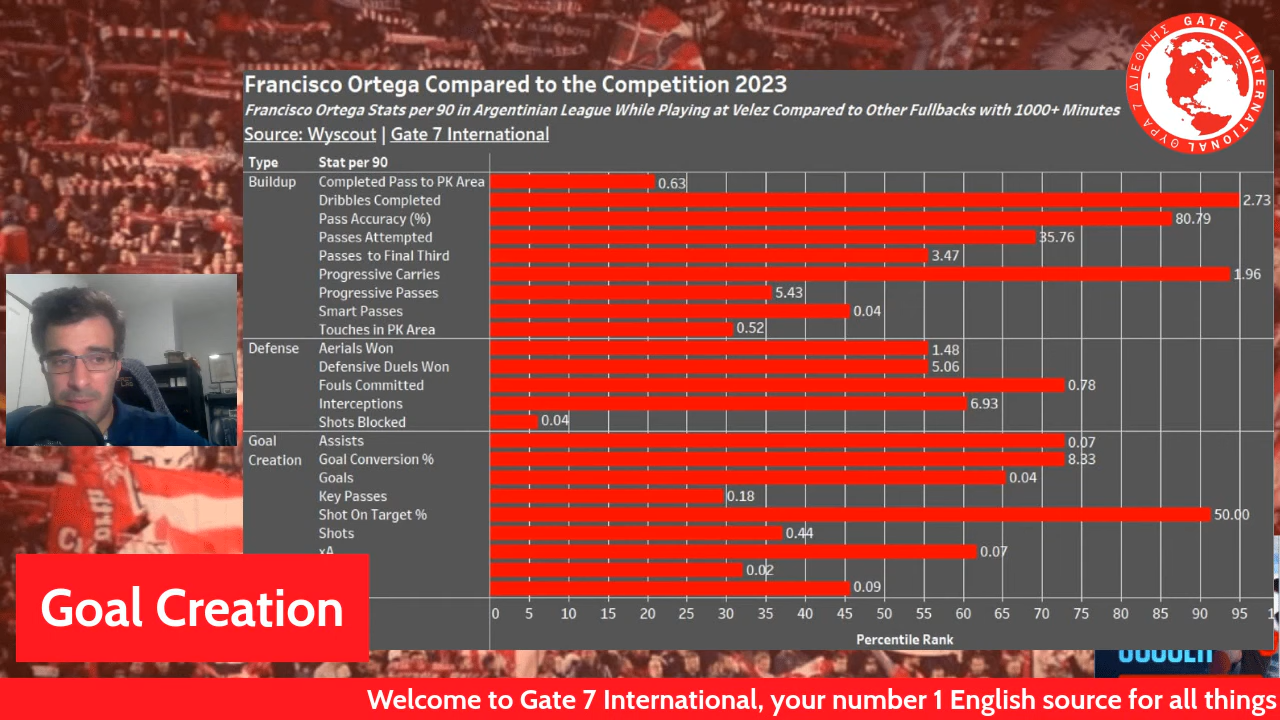 GATE 7 INTERNATIONAL
ΘΥΡΑ 7 ΔΙΕΘΝΗΣ
Francisco Ortega Compared to the Competition 2023
Francisco Ortega Stats per 90 in Argentinian League While Playing at Velez Compared to Other Fullbacks with 1000+ Minutes
Source: Wyscout | Gate 7 International
Type Stat per 90
Buildup Completed Pass to PK Area 0.63
Dribbles Completed 2.73
Pass Accuracy (%) 80.79
Passes Attempted 35.76
Passes to Final Third 3.47
Progressive Carries 1.96
Progressive Passes 5.43
Smart Passes 0.04
Touches in PK Area 0.52
Defense Aerials Won 1.48
Defensive Duels Won 5.06
Fouls Committed 0.78
Interceptions 6.93
Shots Blocked 0.04
Goal Assists 0.07
Creation Goal Conversion % 8.33
Goals 0.04
Key Passes 0.18
Shot On Target % 50.00
Shots 0.44
xA 0.07
0.02
0.09
0 5 10 15 20 25 30 35 40 45 50 55 60 65 70 75 80 85 90 95
Percentile Rank
Goal Creation
Welcome to Gate 7 International, your number 1 English source for all things